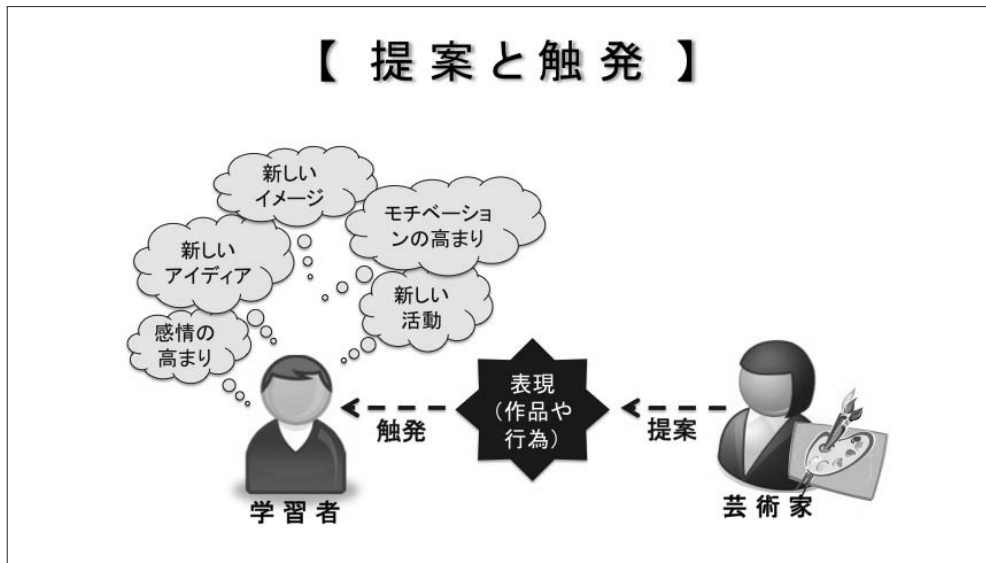 【 提案と触発 】
新しい
イメージ
モチベーショ
ンの高まり
新しい
アイディア
新しい
活動
感情の
高まり
表現
（作品や
行為）
触発
提案
学習者
芸術家